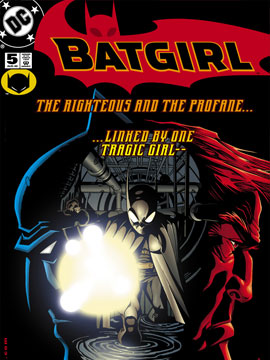 DC
BATGIRL
5
THE RIGHTEOUS AND THE PROFANE...
...LINKED BY ONE
TRAGIC GIRL--